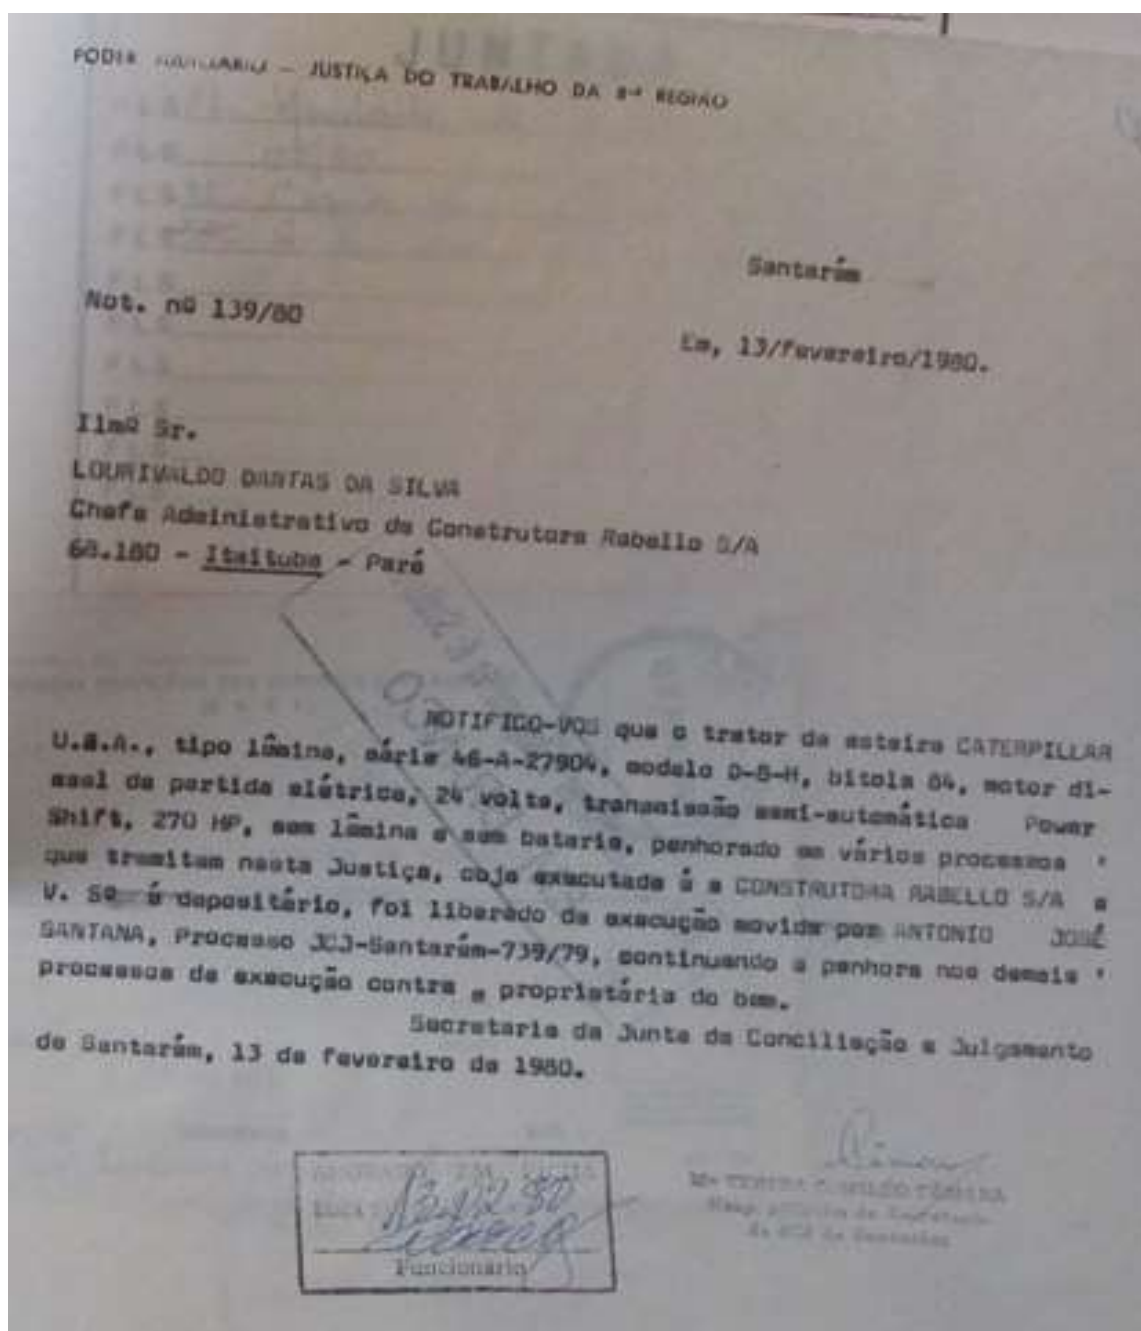 PODER JUDICIÁRIO — JUSTIÇA DO TRABALHO DA 8ª REGIÃO
JUNTADA
Santarém
Not. nº 139/80
Em, 13/fevereiro/1980.
Ilmº Sr.
LOURIVALDO DANTAS DA SILVA
Chefe Administrativo da Construtora Rabello S/A
68.180 - Itaituba - Pará
NOTIFICO-VOS que o trator de esteira CATERPILLAR
U.S.A., tipo lâmina, série 46-A-27904, modelo D-8-H, bitola 84, motor di-
esel de partida elétrica, 24 volts, transmissão semi-automática Power
Shift, 270 HP, sem lâmina e sem bateria, penhorado em vários processos '
que tramitam nesta Justiça, cuja executada é a CONSTRUTORA RABELLO S/A e
V. Sª é depositário, foi liberado da execução movida por ANTONIO JOSÉ
SANTANA, Processo JCJ-Santarém-739/79, continuando a penhora nos demais '
processos de execução contra a proprietária do bem.
Secretaria da Junta de Conciliação e Julgamento
de Santarém, 13 de fevereiro de 1980.
Funcionário